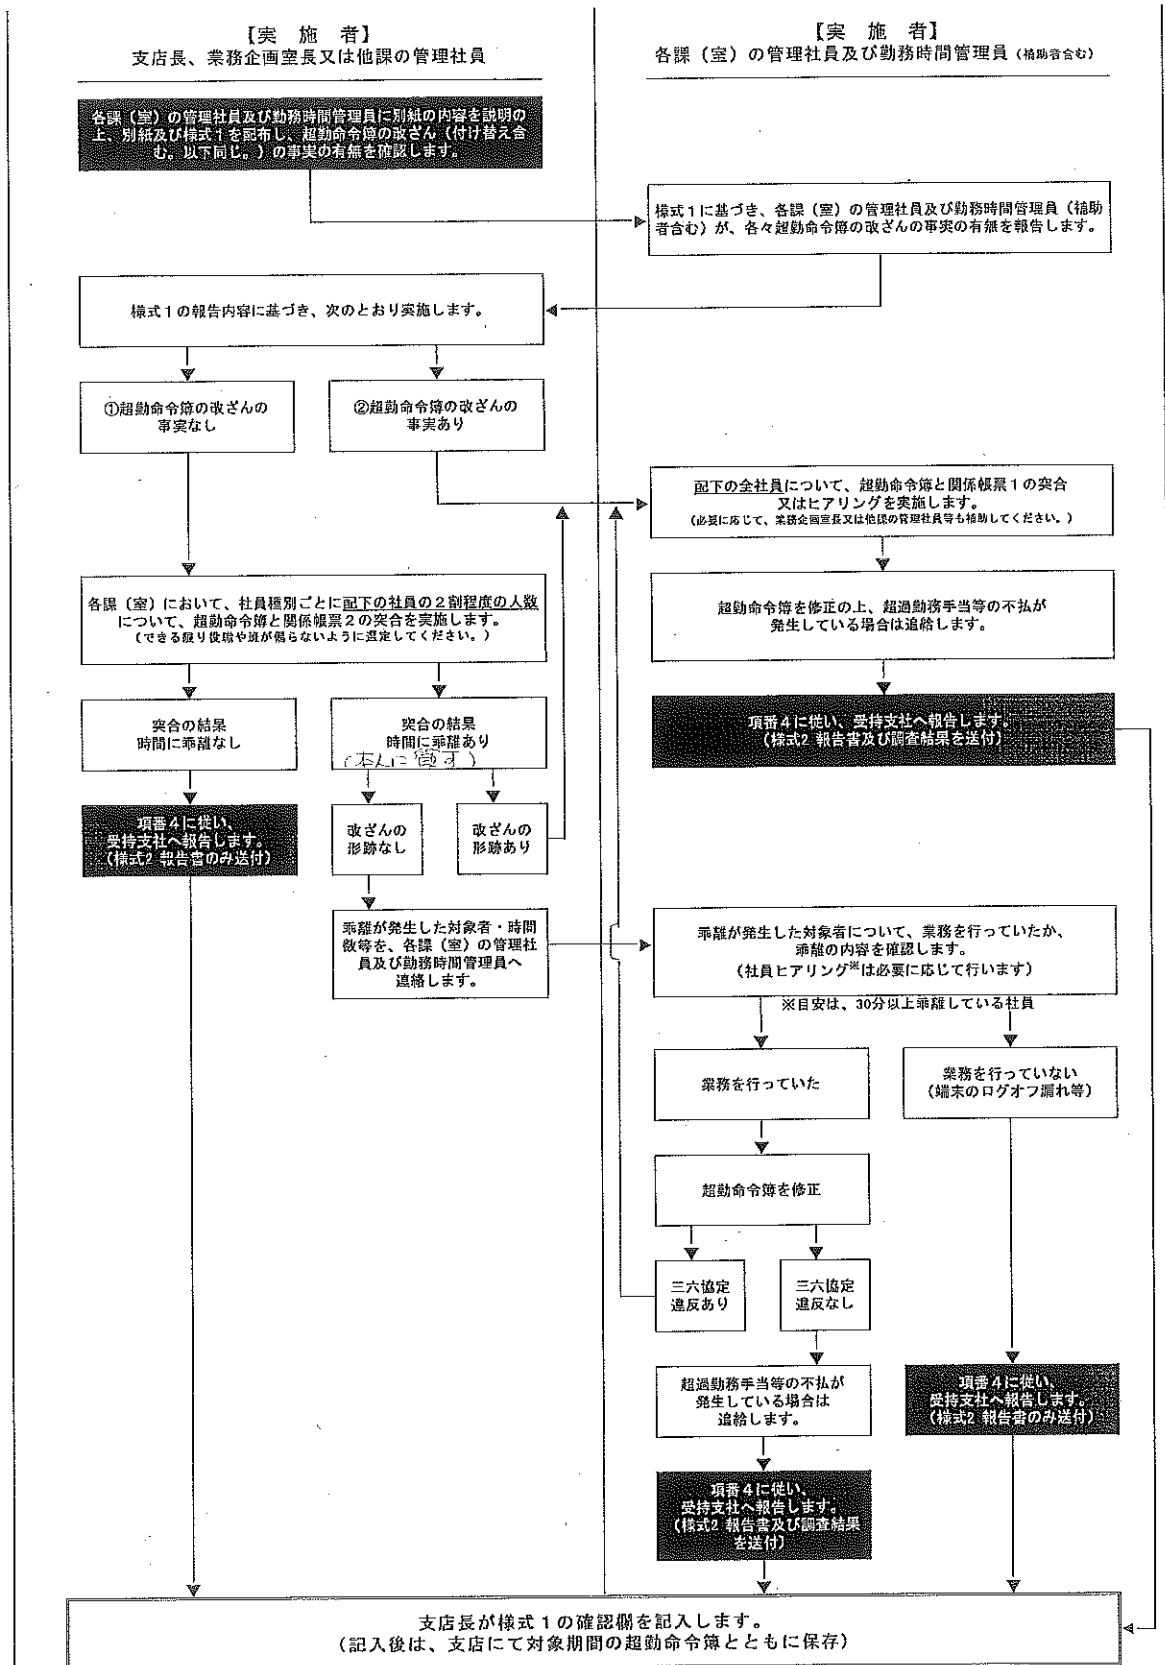 【実　施　者】
支店長、業務企画室長又は他課の管理社員
【実　施　者】
各課（室）の管理社員及び勤務時間管理員（補助者含む）
各課（室）の管理社員及び勤務時間管理員に別紙の内容を説明の
上、別紙及び様式１を配布し、超勤命令簿の改ざん（付け替え含
む。以下同じ。）の事実の有無を確認します。
様式１に基づき、各課（室）の管理社員及び勤務時間管理員（補助
者含む）が、各々超勤命令簿の改ざんの事実の有無を報告します。
様式１の報告内容に基づき、次のとおり実施します。
①超勤命令簿の改ざんの
事実なし
②超勤命令簿の改ざんの
事実あり
配下の全社員について、超勤命令簿と関係帳票１の突合
又はヒアリングを実施します。
（必要に応じて、業務企画室長又は他課の管理社員等も補助してください。）
各課（室）において、社員種別ごとに配下の社員の２割程度の人数
について、超勤命令簿と関係帳票２の突合を実施します。
（できる限り役職や班が偏らないように選定してください。）
超勤命令簿を修正の上、超過勤務手当等の不払が
発生している場合は追給します。
突合の結果
時間に乖離なし
突合の結果
時間に乖離あり
（本人に質す）
項番４に従い、受持支社へ報告します。
（様式2 報告書及び調査結果を送付）
項番４に従い、
受持支社へ報告します。
（様式2 報告書のみ送付）
改ざんの
形跡なし
改ざんの
形跡あり
乖離が発生した対象者・時間
数等を、各課（室）の管理社
員及び勤務時間管理員へ
連絡します。
乖離が発生した対象者について、業務を行っていたか、
乖離の内容を確認します。
（社員ヒアリング※は必要に応じて行います）
※目安は、30分以上乖離している社員
業務を行っていた
業務を行っていない
（端末のログオフ漏れ等）
超勤命令簿を修正
三六協定
違反あり
三六協定
違反なし
超過勤務手当等の不払が
発生している場合は
追給します。
項番４に従い、
受持支社へ報告します。
（様式2 報告書のみ送付）
項番４に従い、
受持支社へ報告します。
（様式2 報告書及び調査結果
を送付）
支店長が様式１の確認欄を記入します。
（記入後は、支店にて対象期間の超勤命令簿とともに保存）